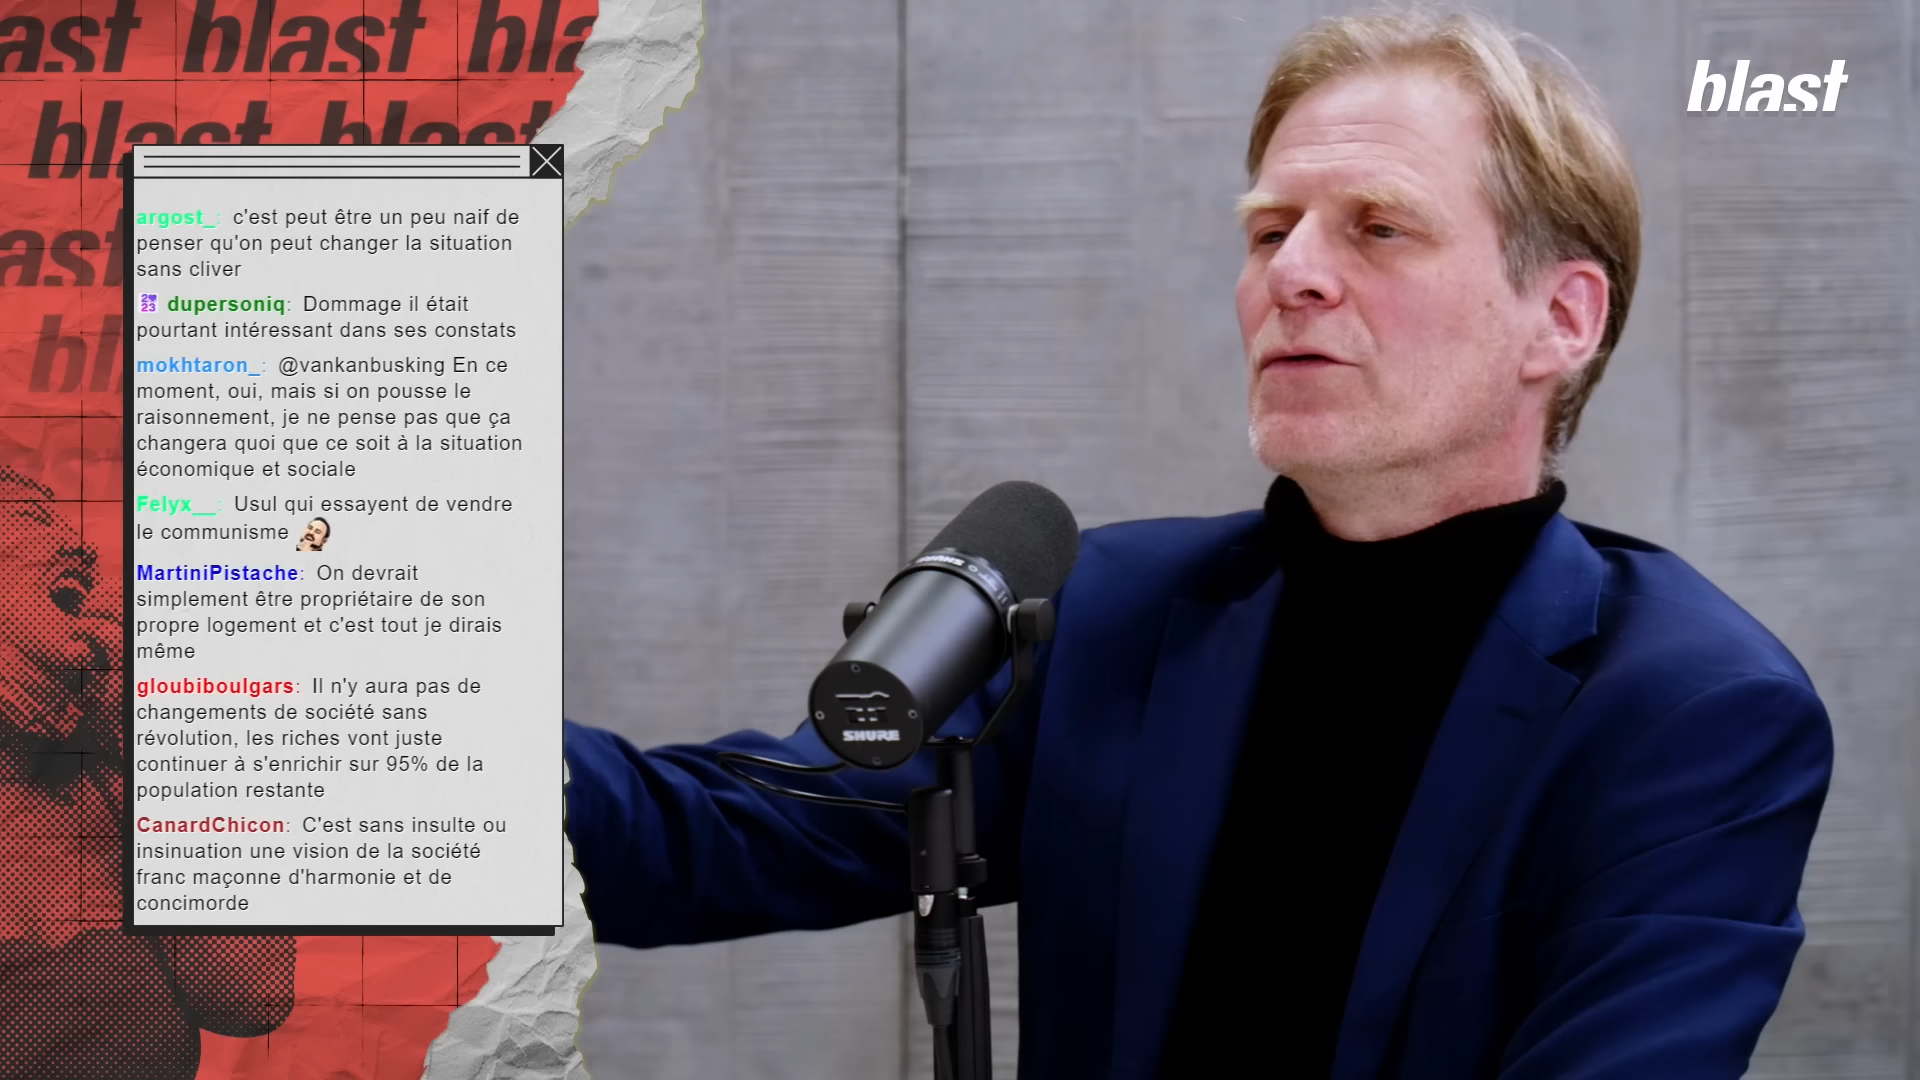 ast blast bla
blast blast
blast
argost_: c'est peut être un peu naif de
penser qu'on peut changer la situation
sans cliver
2023 dupersoniq: Dommage il était
pourtant intéressant dans ses constats
mokhtaron_: @vankanbusking En ce
moment, oui, mais si on pousse le
raisonnement, je ne pense pas que ça
changera quoi que ce soit à la situation
économique et sociale
Felyx__: Usul qui essayent de vendre
le communisme
MartiniPistache: On devrait
simplement être propriétaire de son
propre logement et c'est tout je dirais
même
gloubiboulgars: Il n'y aura pas de
changements de société sans
révolution, les riches vont juste
continuer à s'enrichir sur 95% de la
population restante
CanardChicon: C'est sans insulte ou
insinuation une vision de la société
franc maçonne d'harmonie et de
concimorde
ast
bl
SHURE
SHURE